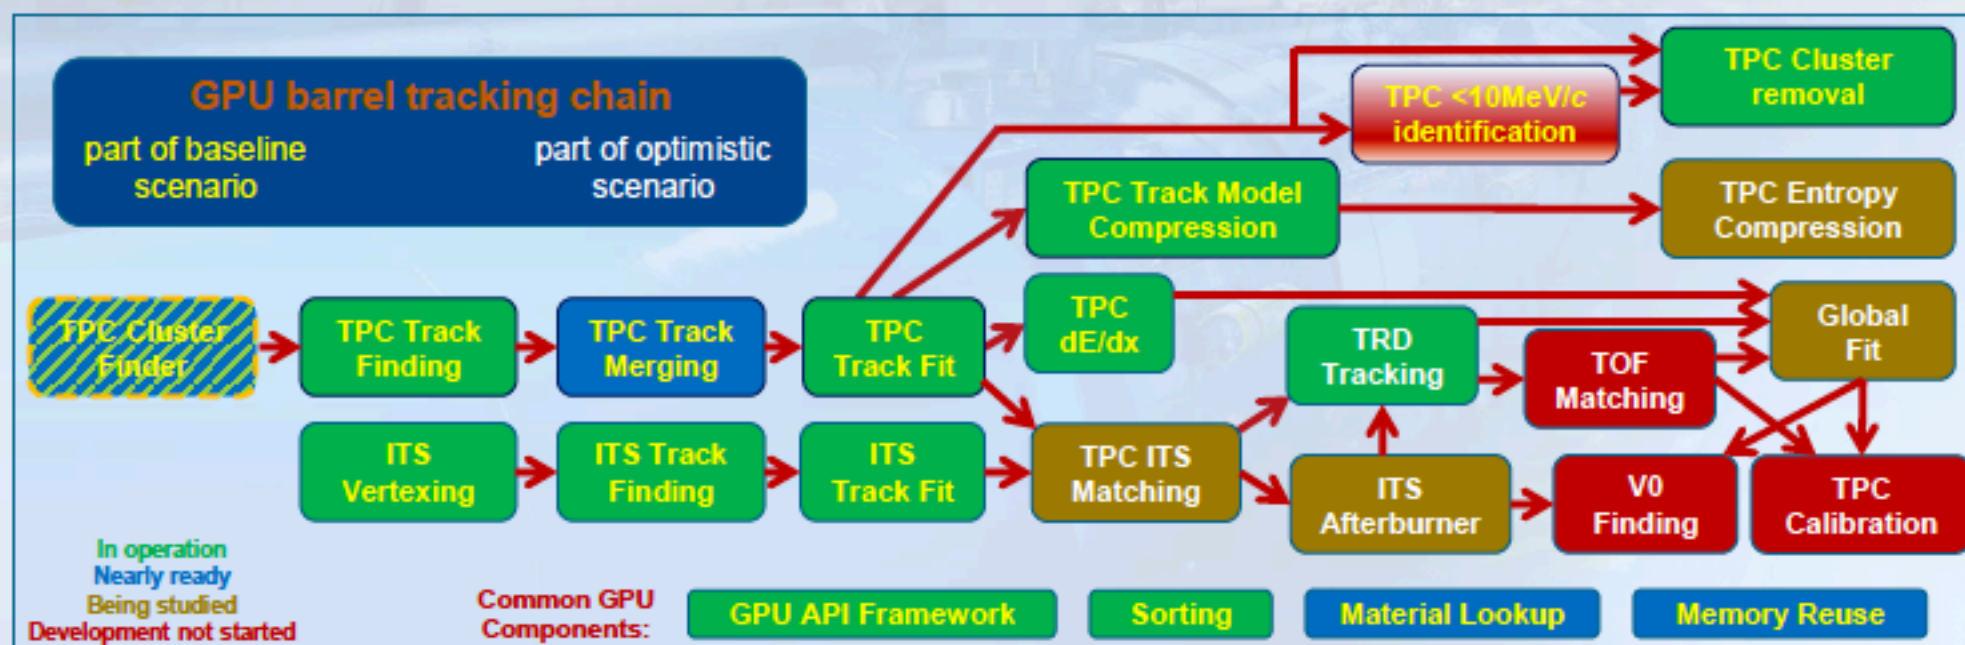 GPU barrel tracking chain
part of baseline
scenario
part of optimistic
scenario
TPC <10MeV/c
identification
TPC Cluster
removal
TPC Track Model
Compression
TPC Entropy
Compression
TPC Cluster
Finder
TPC Track
Finding
TPC Track
Merging
TPC
Track Fit
TPC
dE/dx
TRD
Tracking
TOF
Matching
Global
Fit
ITS
Vertexing
ITS Track
Finding
ITS
Track Fit
TPC ITS
Matching
ITS
Afterburner
V0
Finding
TPC
Calibration
In operation
Nearly ready
Being studied
Development not started
Common GPU
Components:
GPU API Framework
Sorting
Material Lookup
Memory Reuse